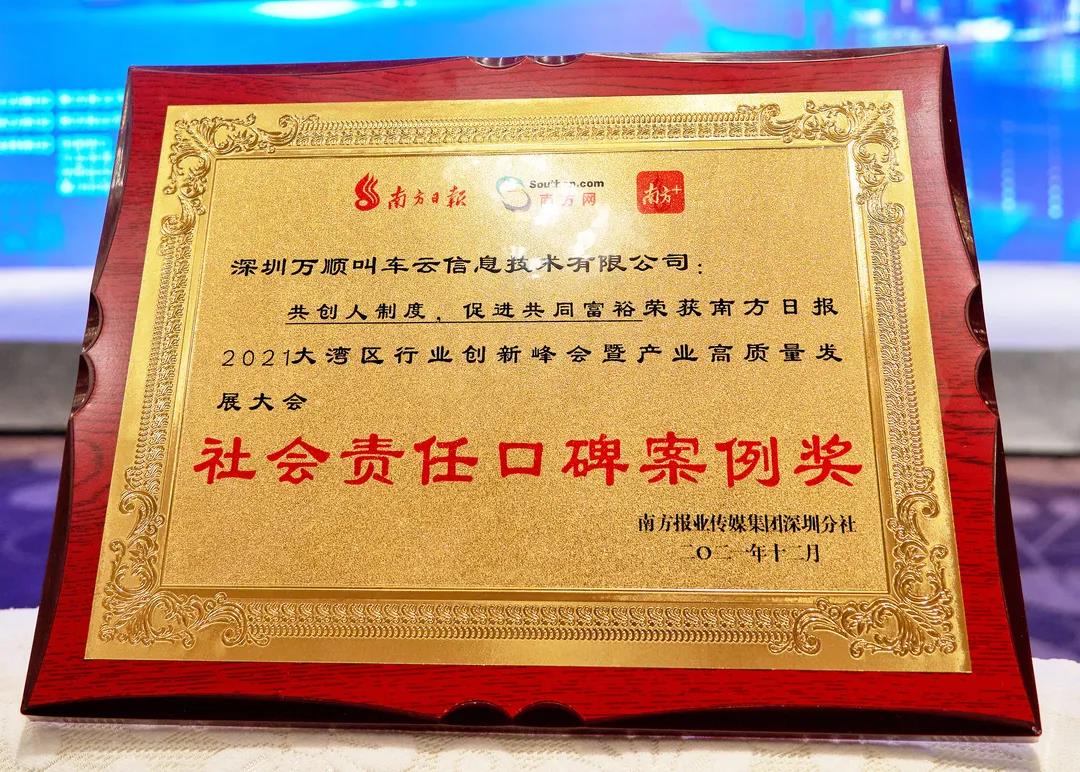 南方日报 Southcn.com 南方+
南方网
深圳万顺叫车云信息技术有限公司：
共创人制度，促进共同富裕荣获南方日报
2021大湾区行业创新峰会暨产业高质量发
展大会
社会责任口碑案例奖
南方报业传媒集团深圳分社
二〇二一年十二月